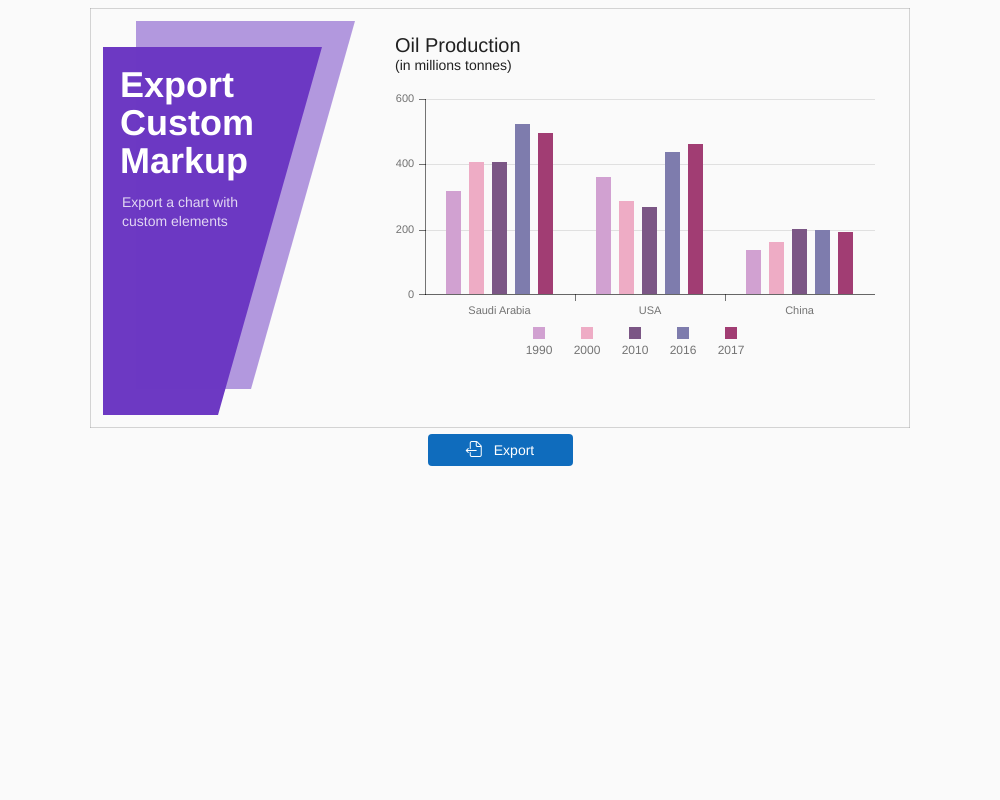 Export
Custom
Markup
Export a chart with
custom elements
Oil Production
(in millions tonnes)
600
400
200
0
Saudi Arabia
USA
China
1990
2000
2010
2016
2017
Export